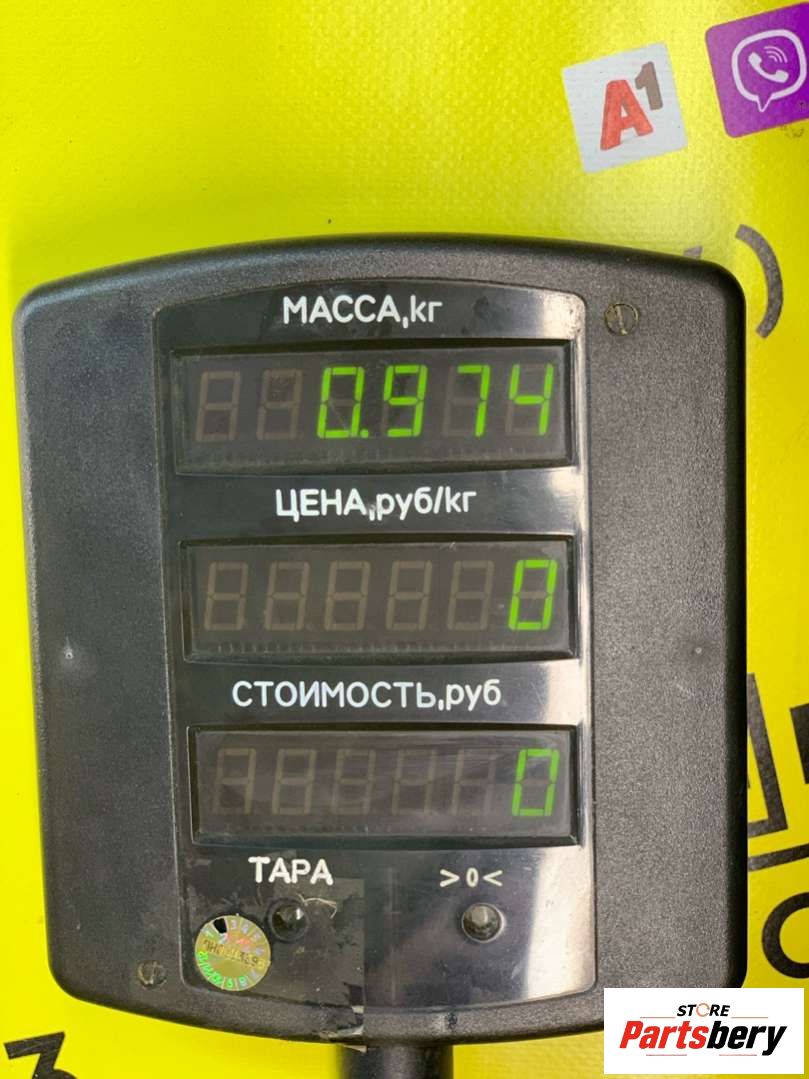 A1
МАССА,кг
0.974
ЦЕНА,руб/кг
0
СТОИМОСТЬ,руб
0
ТАРА
>0<
З
STORE
Partsbery